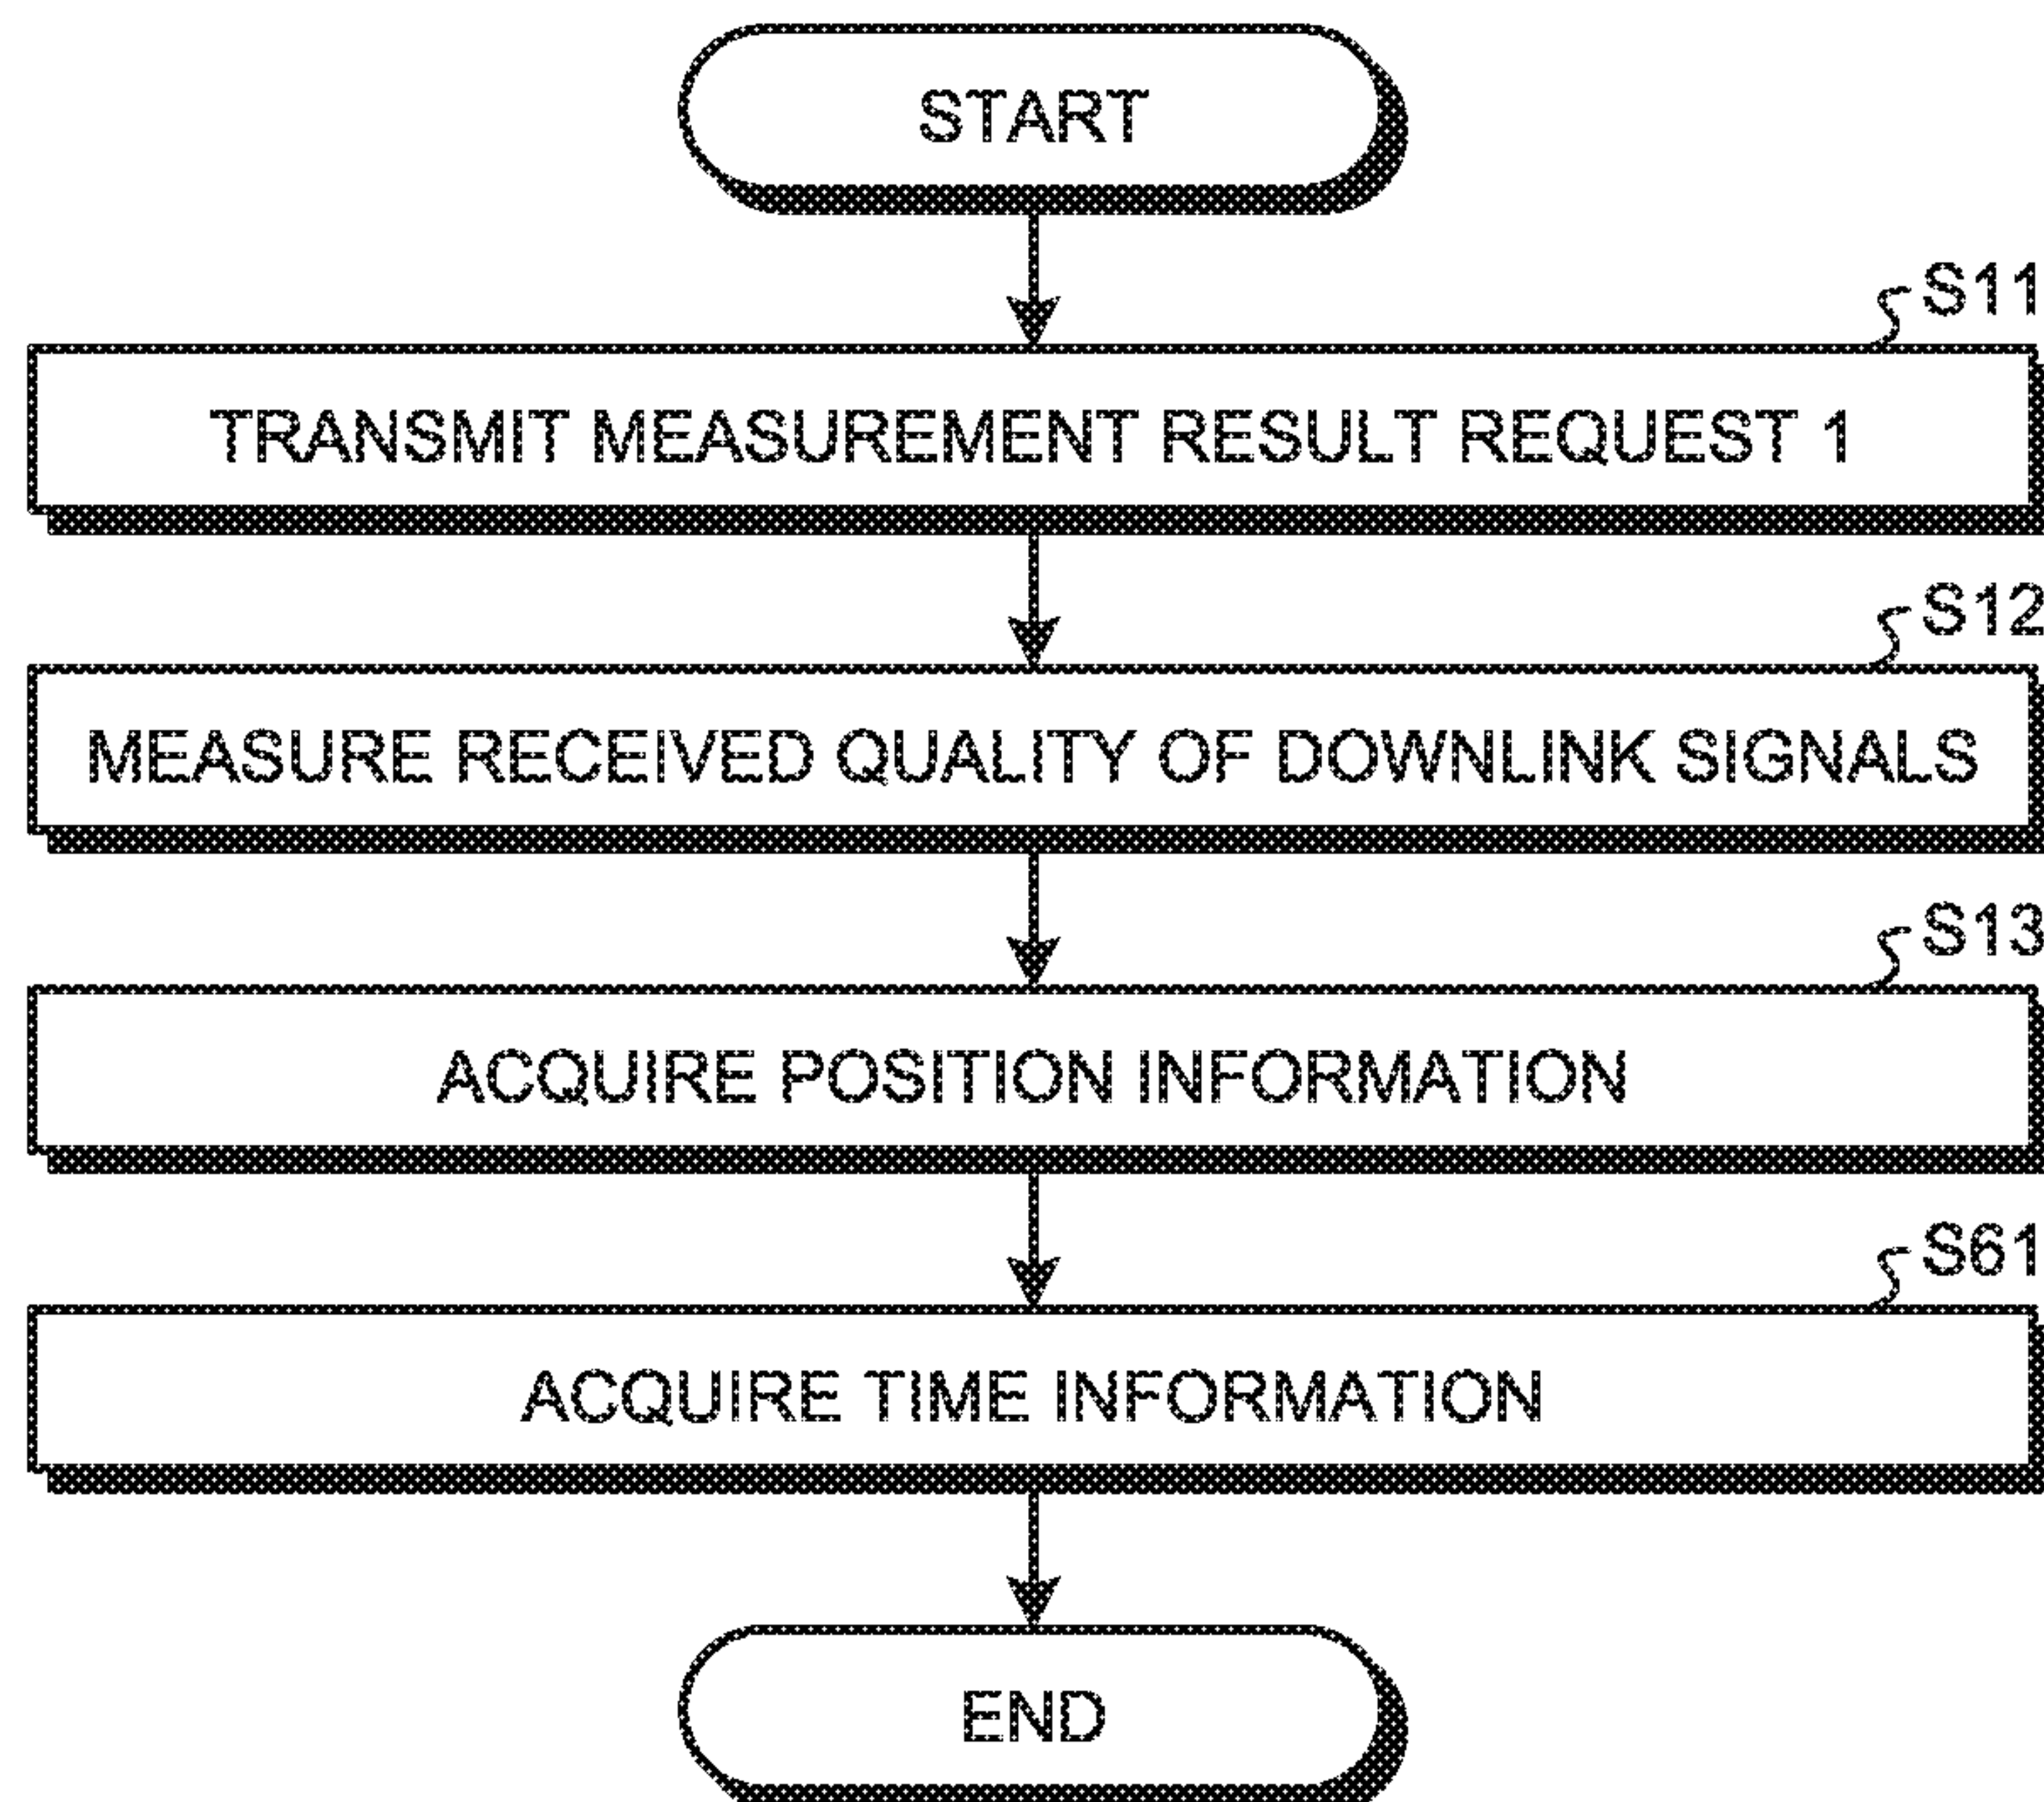 START
S11
TRANSMIT MEASUREMENT RESULT REQUEST 1
S12
MEASURE RECEIVED QUALITY OF DOWNLINK SIGNALS
S13
ACQUIRE POSITION INFORMATION
S61
ACQUIRE TIME INFORMATION
END